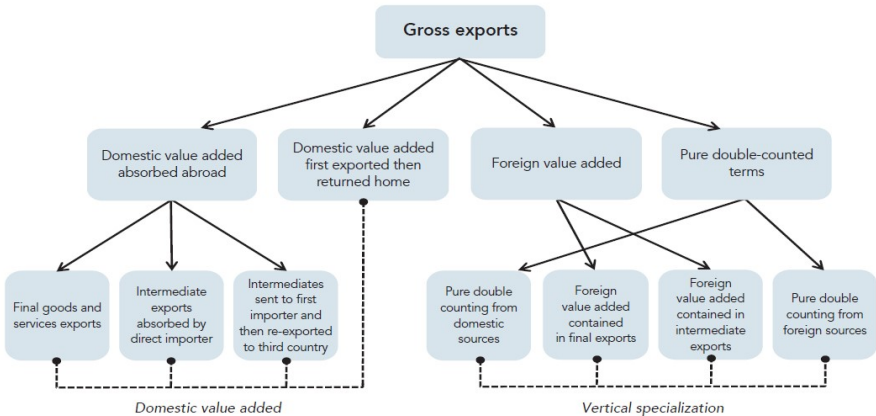 Gross exports
Domestic value added
absorbed abroad
Domestic value added
first exported then
returned home
Foreign value added
Pure double-counted
terms
Final goods and
services exports
Intermediate
exports
absorbed by
direct importer
Intermediates
sent to first
importer and
then re-exported
to third country
Pure double
counting from
domestic
sources
Foreign
value added
contained
in final exports
Foreign
value added
contained in
intermediate
exports
Pure double
counting from
foreign sources
Domestic value added
Vertical specialization